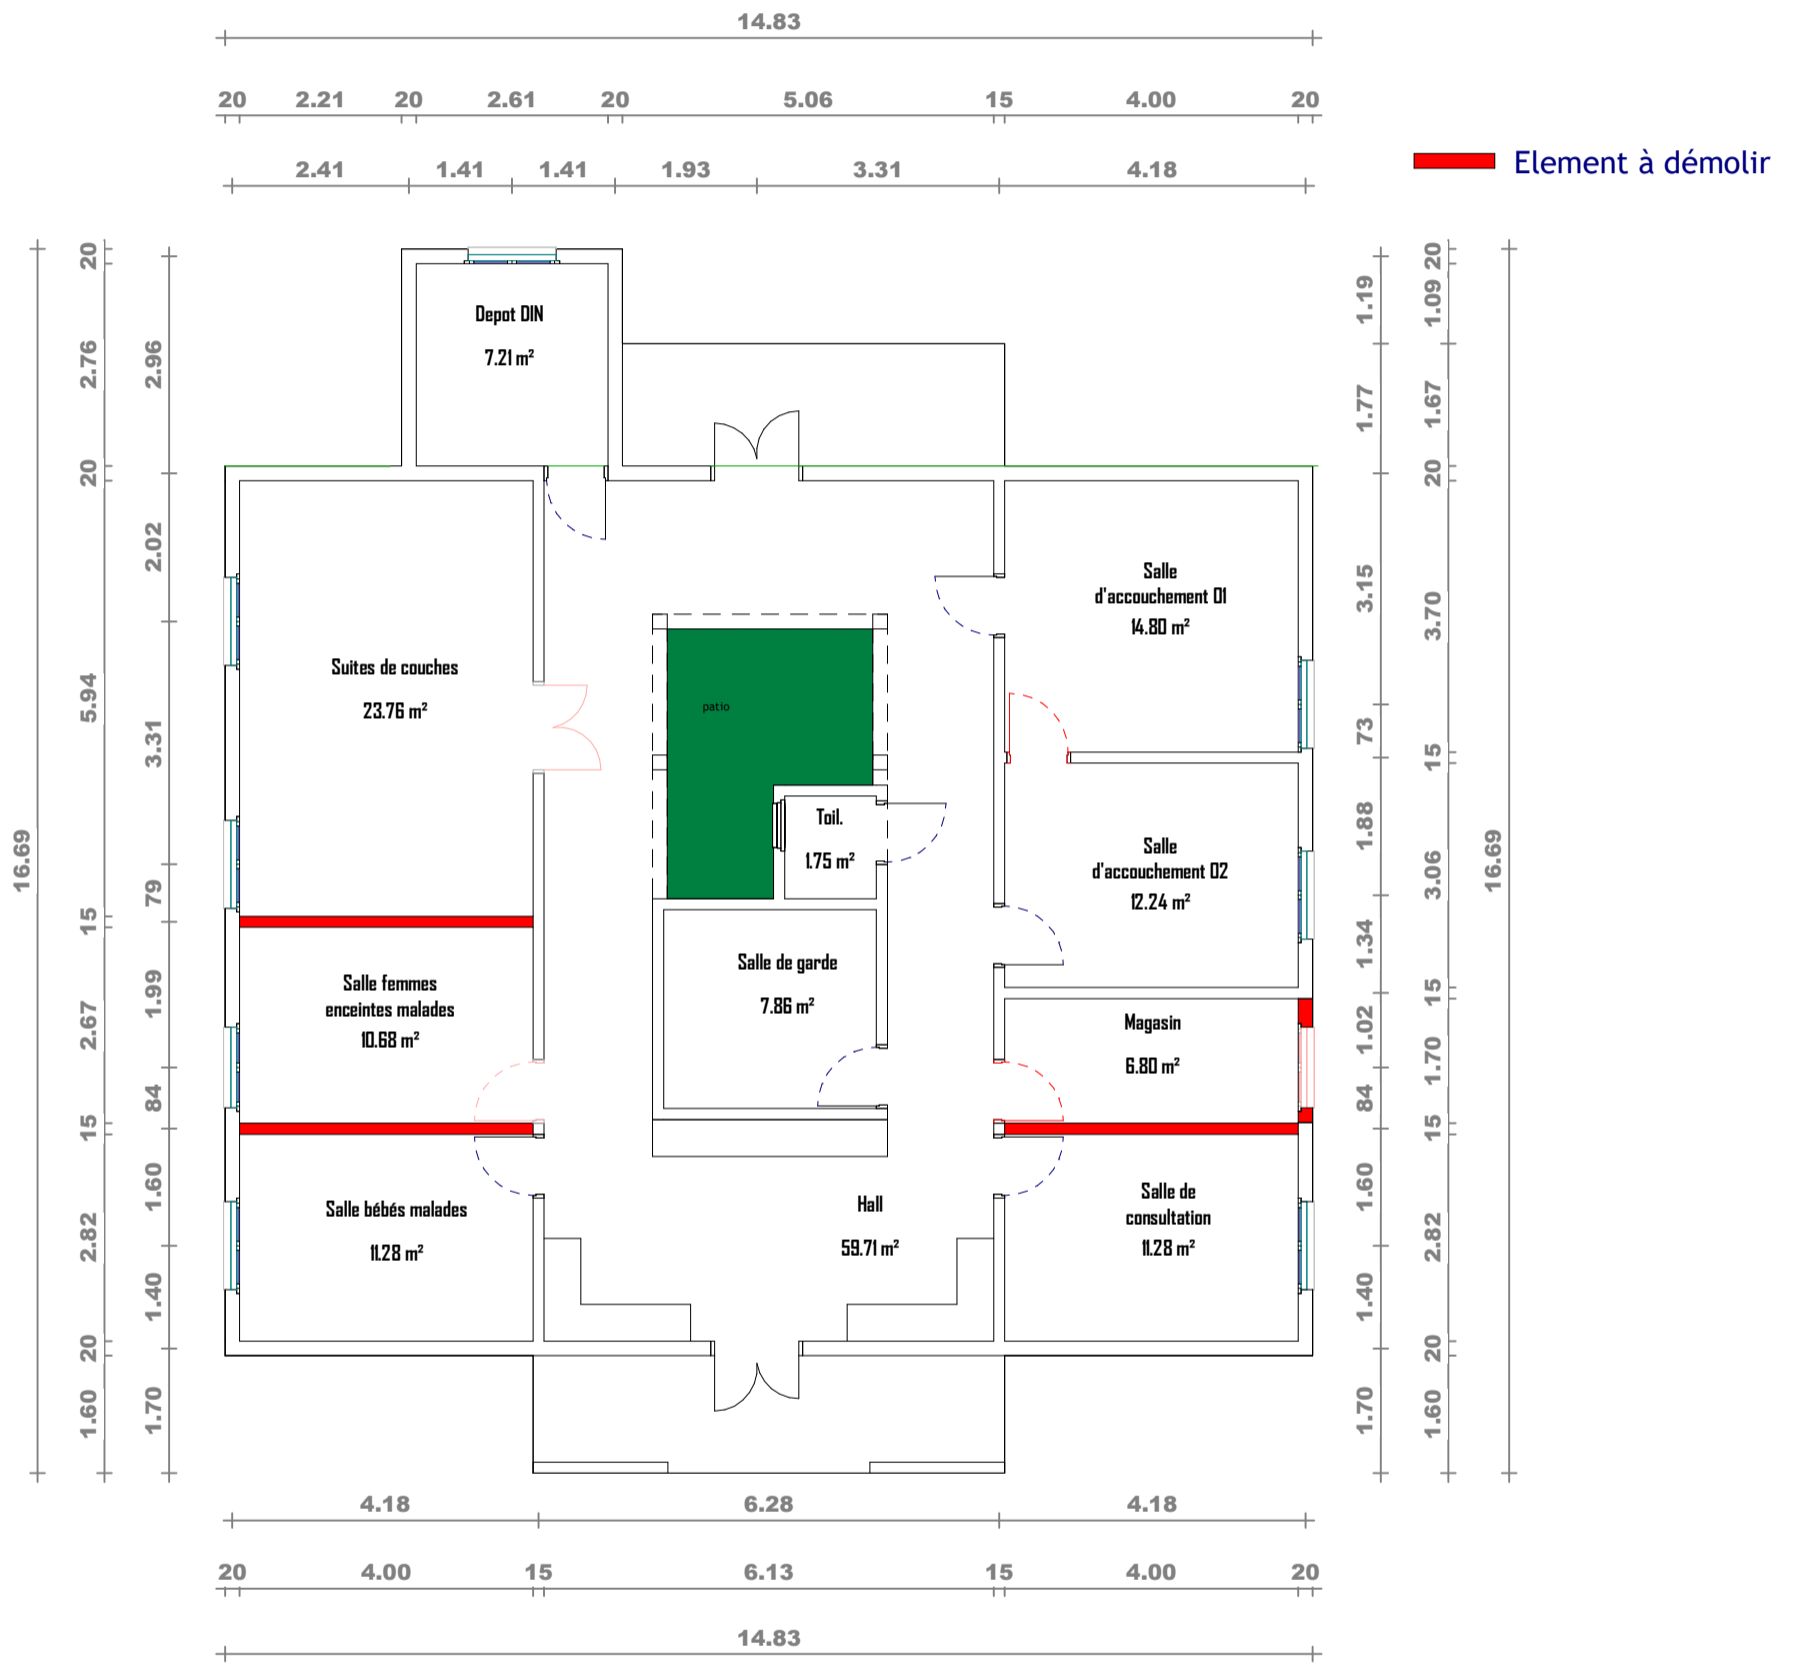 14.83
20 2.21 20 2.61 20 5.06 15 4.00 20
Element à démolir
2.41 1.41 1.41 1.93 3.31 4.18
20 2.76 20 5.94 15 2.67 15 2.82 20 1.60
2.96 2.02 3.31 79 1.99 84 1.60 1.40 1.70
16.69
1.19 1.77 3.15 73 1.88 1.34 1.02 84 1.60 1.40 1.70
20 1.09 1.67 20 3.70 15 3.06 15 1.70 15 2.82 20 1.60
16.69
Depot DIN
7.21 m²
Salle
d'accouchement 01
14.80 m²
Suites de couches
23.76 m²
patio
Toil.
1.75 m²
Salle
d'accouchement 02
12.24 m²
Salle de garde
7.86 m²
Salle femmes
enceintes malades
10.68 m²
Magasin
6.80 m²
Salle bébés malades
11.28 m²
Hall
59.71 m²
Salle de
consultation
11.28 m²
4.18 6.28 4.18
20 4.00 15 6.13 15 4.00 20
14.83